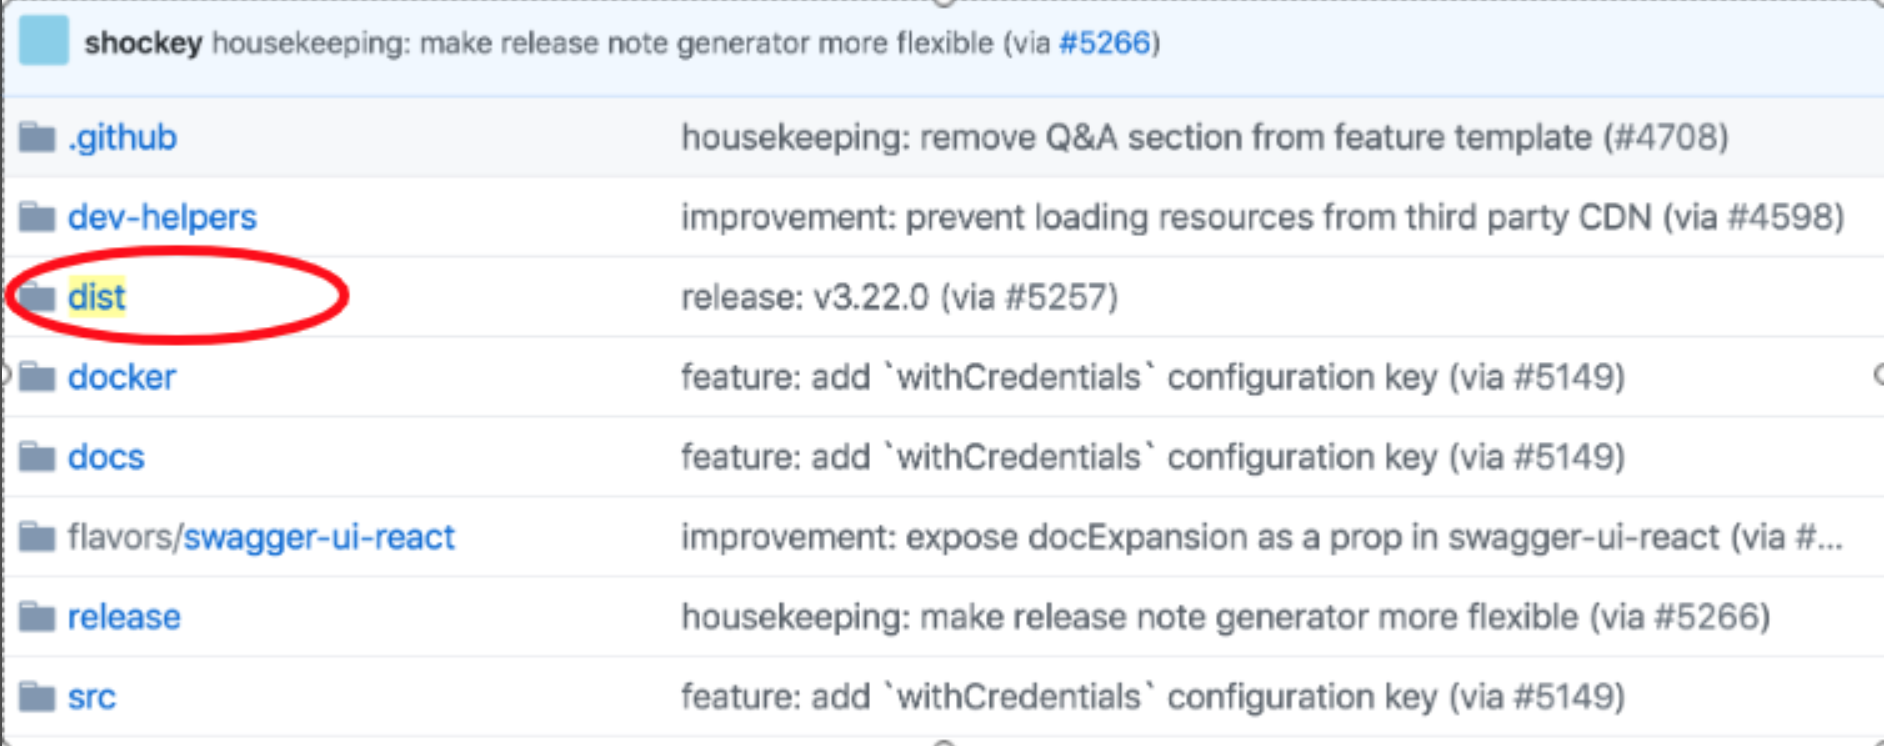 shockey housekeeping: make release note generator more flexible (via #5266)
.github housekeeping: remove Q&A section from feature template (#4708)
dev-helpers improvement: prevent loading resources from third party CDN (via #4598)
dist release: v3.22.0 (via #5257)
docker feature: add `withCredentials` configuration key (via #5149)
docs feature: add `withCredentials` configuration key (via #5149)
flavors/swagger-ui-react improvement: expose docExpansion as a prop in swagger-ui-react (via #...
release housekeeping: make release note generator more flexible (via #5266)
src feature: add `withCredentials` configuration key (via #5149)